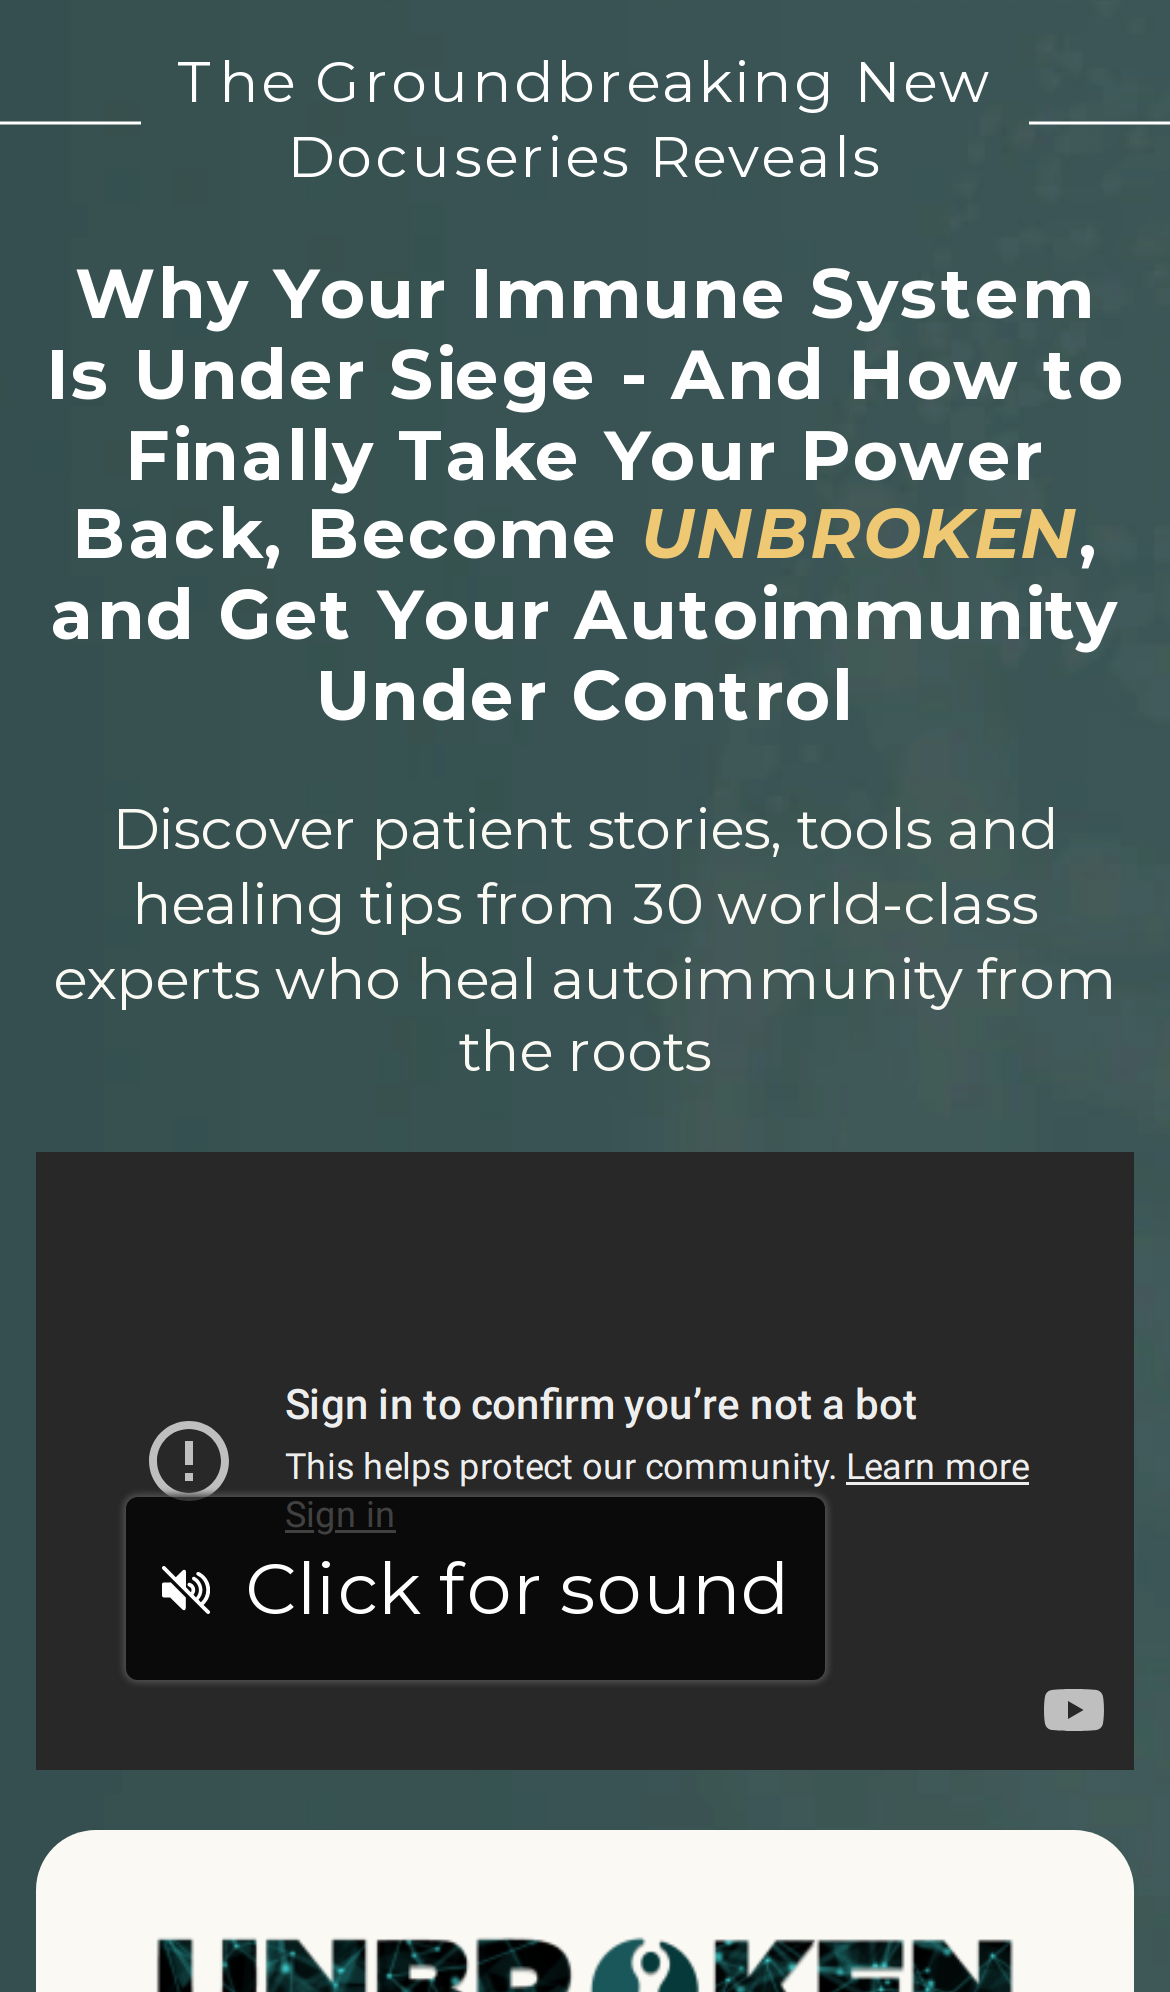 The Groundbreaking New
Docuseries Reveals
Why Your Immune System
Is Under Siege - And How to
Finally Take Your Power
Back, Become UNBROKEN,
and Get Your Autoimmunity
Under Control
Discover patient stories, tools and
healing tips from 30 world-class
experts who heal autoimmunity from
the roots
Sign in to confirm you’re not a bot
This helps protect our community. Learn more
Sign in
Click for sound
UNBROKEN